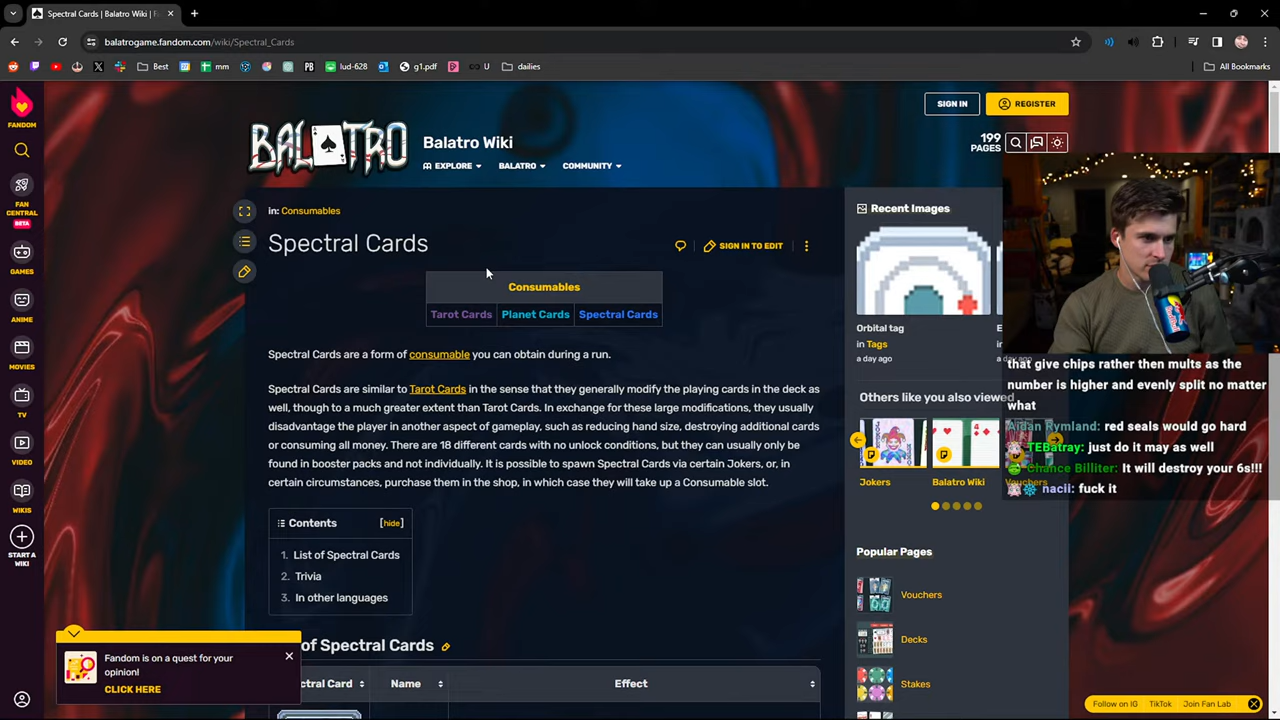 Spectral Cards | Balatro Wiki | F
balatrogame.fandom.com/wiki/Spectral_Cards
Best
mm
PB
lud-628
g1.pdf
U
dailies
All Bookmarks
FANDOM
FAN CENTRAL
BETA
GAMES
ANIME
MOVIES
TV
VIDEO
WIKIS
START A WIKI
SIGN IN
REGISTER
BALATRO
Balatro Wiki
EXPLORE
BALATRO
COMMUNITY
199 PAGES
in: Consumables
Spectral Cards
SIGN IN TO EDIT
Consumables
Tarot Cards
Planet Cards
Spectral Cards
Spectral Cards are a form of consumable you can obtain during a run.
Spectral Cards are similar to Tarot Cards in the sense that they generally modify the playing cards in the deck as
well, though to a much greater extent than Tarot Cards. In exchange for these large modifications, they usually
disadvantage the player in another aspect of gameplay, such as reducing hand size, destroying additional cards
or consuming all money. There are 18 different cards with no unlock conditions, but they can usually only be
found in booster packs and not individually. It is possible to spawn Spectral Cards via certain Jokers, or, in
certain circumstances, purchase them in the shop, in which case they will take up a Consumable slot.
Contents [hide]
1. List of Spectral Cards
2. Trivia
3. In other languages
of Spectral Cards
ctral Card
Name
Effect
Fandom is on a quest for your
opinion!
CLICK HERE
Recent Images
Orbital tag
in Tags
a day ago
in
a da
Others like you also viewed
Jokers
Balatro Wiki
Vouchers
Popular Pages
Vouchers
Decks
Stakes
that give chips rather then mults as the
number is higher and evenly split no matter
what
Aidan Rymland: red seals would go hard
TEBatray: just do it may as well
Chance Billiter: It will destroy your 6s!!!
nacii: fuck it
Follow on IG
TikTok
Join Fan Lab